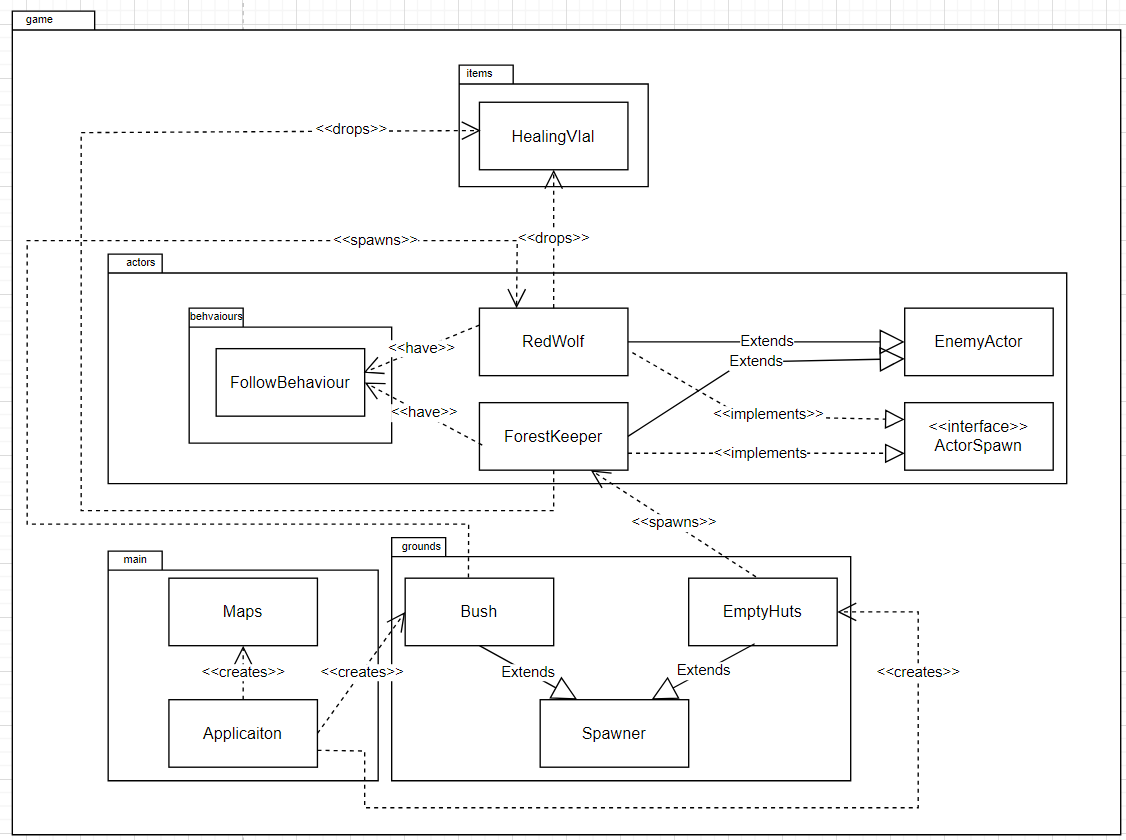 game
items
<<drops>>
HealingVIal
<<spawns>>
<<drops>>
actors
behvaiours
RedWolf
Extends
EnemyActor
<<have>>
Extends
FollowBehaviour
<<have>>
<<implements>>
ForestKeeper
<<interface>>
ActorSpawn
<<implements
<<spawns>>
grounds
main
Maps
Bush
EmptyHuts
<<creates>>
<<creates>>
Extends
Extends
<<creates>>
Applicaiton
Spawner